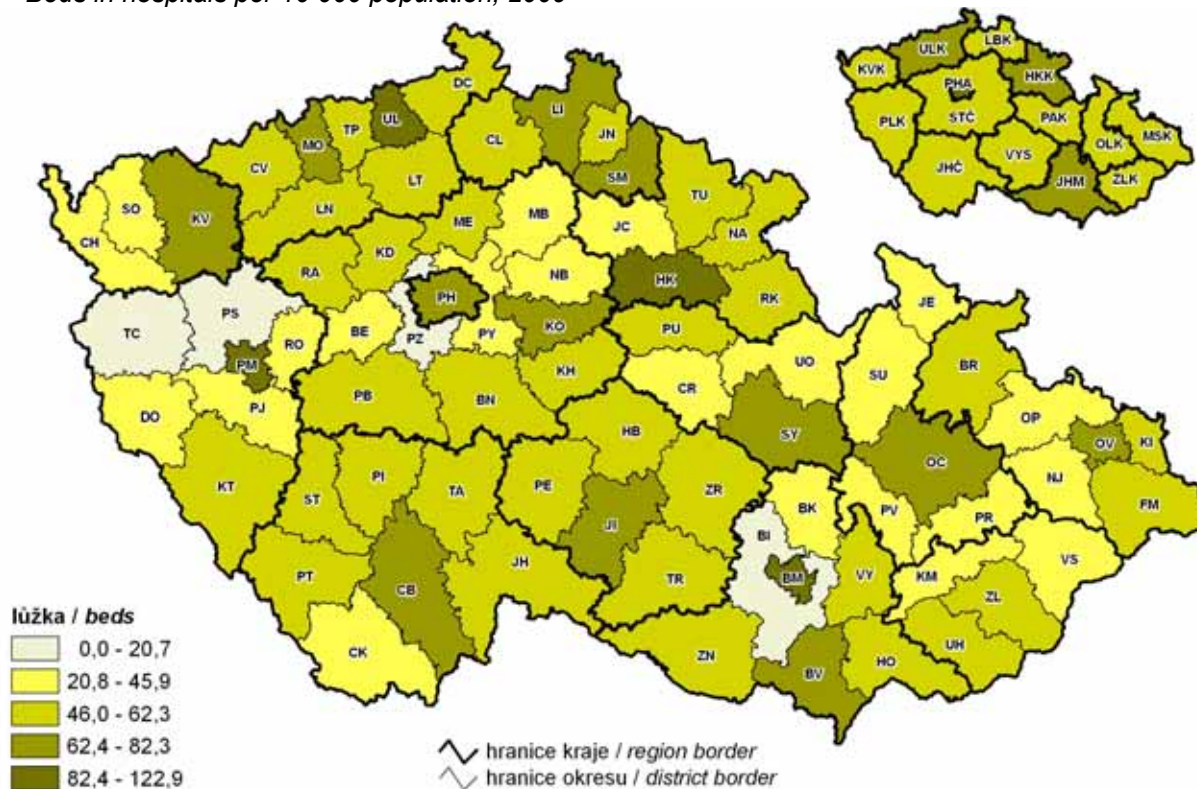 Beds in hospitals per 10 000 population, 2009
DC
LI
UL
TP
MO
CL
JN
SM
CV
LT
TU
SO
KV
LN
ME
MB
JC
NA
CH
KD
RA
NB
HK
RK
PH
TC
PS
BE
PZ
PY
KO
PU
JE
RO
PM
UO
SU
BR
CR
KH
DO
PJ
PB
BN
OP
SY
HB
OV
KI
OC
KT
ST
PI
TA
PE
ZR
NJ
FM
JI
BK
PV
PR
BI
VS
PT
CB
JH
TR
BM
VY
KM
ZL
CK
ZN
BV
HO
UH
ULK
LBK
KVK
HKK
PHA
STČ
PLK
PAK
OLK
MSK
VYS
JHČ
JHM
ZLK
lůžka / beds
0,0 - 20,7
20,8 - 45,9
46,0 - 62,3
62,4 - 82,3
82,4 - 122,9
hranice kraje / region border
hranice okresu / district border